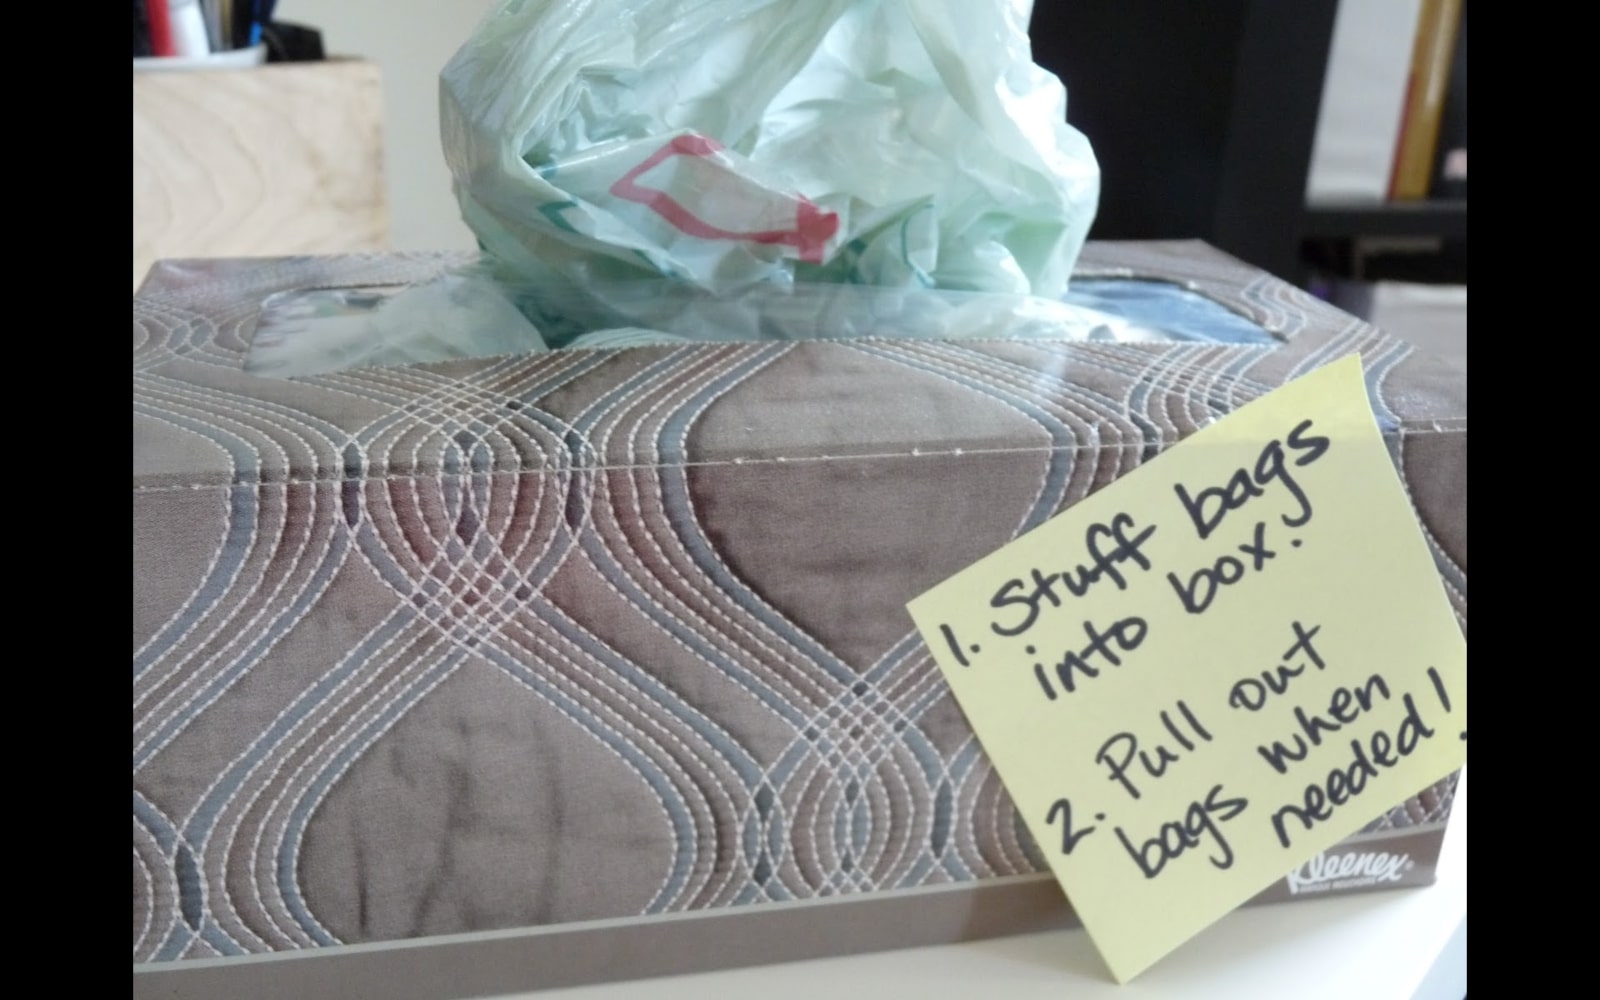 1. Stuff bags
into box!
2. Pull out
bags when
needed!
Kleenex